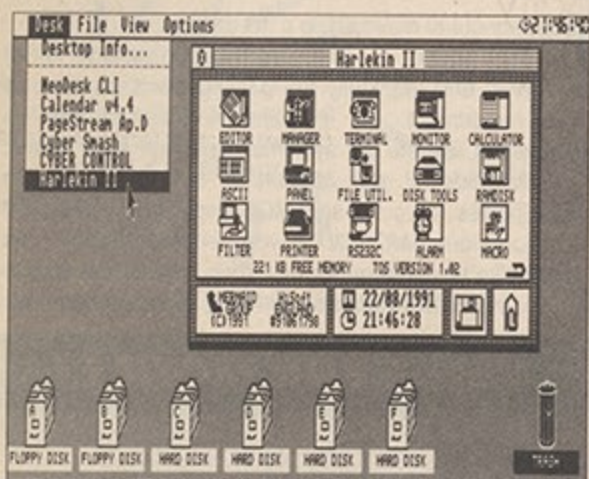 Desk File View Options 21:46:40
Desktop Info...
NeoDesk CLI
Calendar v4.4
PageStream Ap.D
Cyber Smash
CYBER CONTROL
Harlekin II
Harlekin II
EDITOR MANAGER TERMINAL MONITOR CALCULATOR
ASCII PANEL FILE UTIL. DISK TOOLS RAMDISK
FILTER PRINTER RS232C ALARM MACRO
221 KB FREE MEMORY TOS VERSION 1.02
(C)1991
22/08/1991
21:46:28
A B C D E F
FLOPPY DISK FLOPPY DISK HARD DISK HARD DISK HARD DISK HARD DISK TRASH